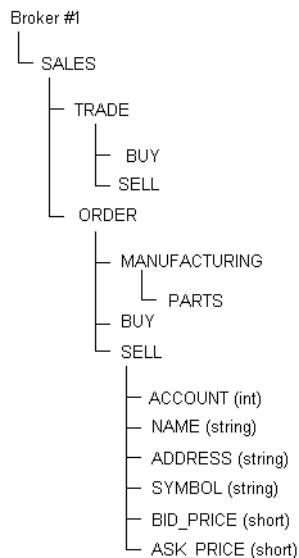 Broker #1
SALES
TRADE
BUY
SELL
ORDER
MANUFACTURING
PARTS
BUY
SELL
ACCOUNT (int)
NAME (string)
ADDRESS (string)
SYMBOL (string)
BID_PRICE (short)
ASK_PRICE (short)